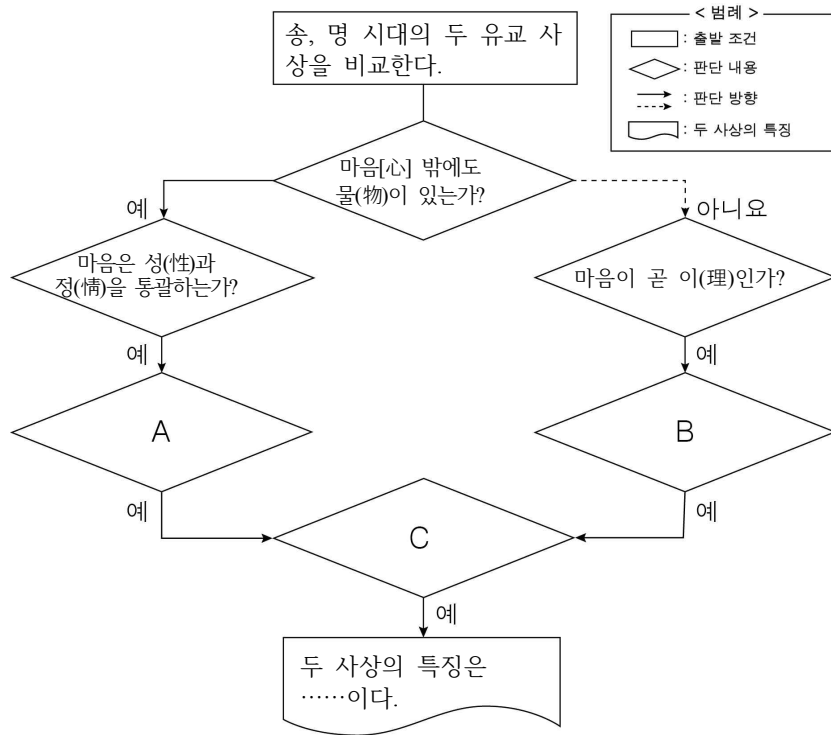 송, 명 시대의 두 유교 사
상을 비교한다.
< 범례 >
: 출발 조건
: 판단 내용
: 판단 방향
: 두 사상의 특징
마음[心] 밖에도
물(物)이 있는가?
예
아니요
마음은 성(性)과
정(情)을 통괄하는가?
마음이 곧 이(理)인가?
예
예
A
B
예
예
C
예
두 사상의 특징은
……이다.